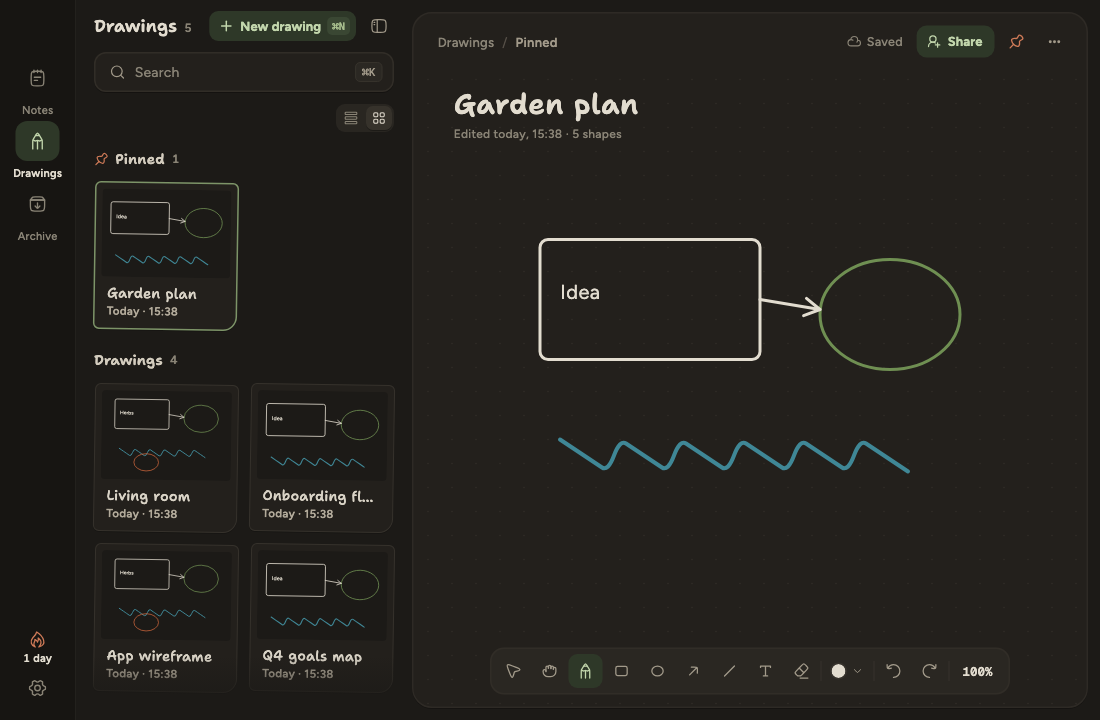 Notes
Drawings
Archive
1 day
Drawings 5
New drawing ⌘N
Search ⌘K
Pinned 1
Idea
Garden plan
Today · 15:38
Drawings 4
Herbs
Living room
Today · 15:38
Idea
Onboarding fl...
Today · 15:38
Herbs
App wireframe
Today · 15:38
Idea
Q4 goals map
Today · 15:38
Drawings / Pinned
Saved
Share
Garden plan
Edited today, 15:38 · 5 shapes
Idea
100%